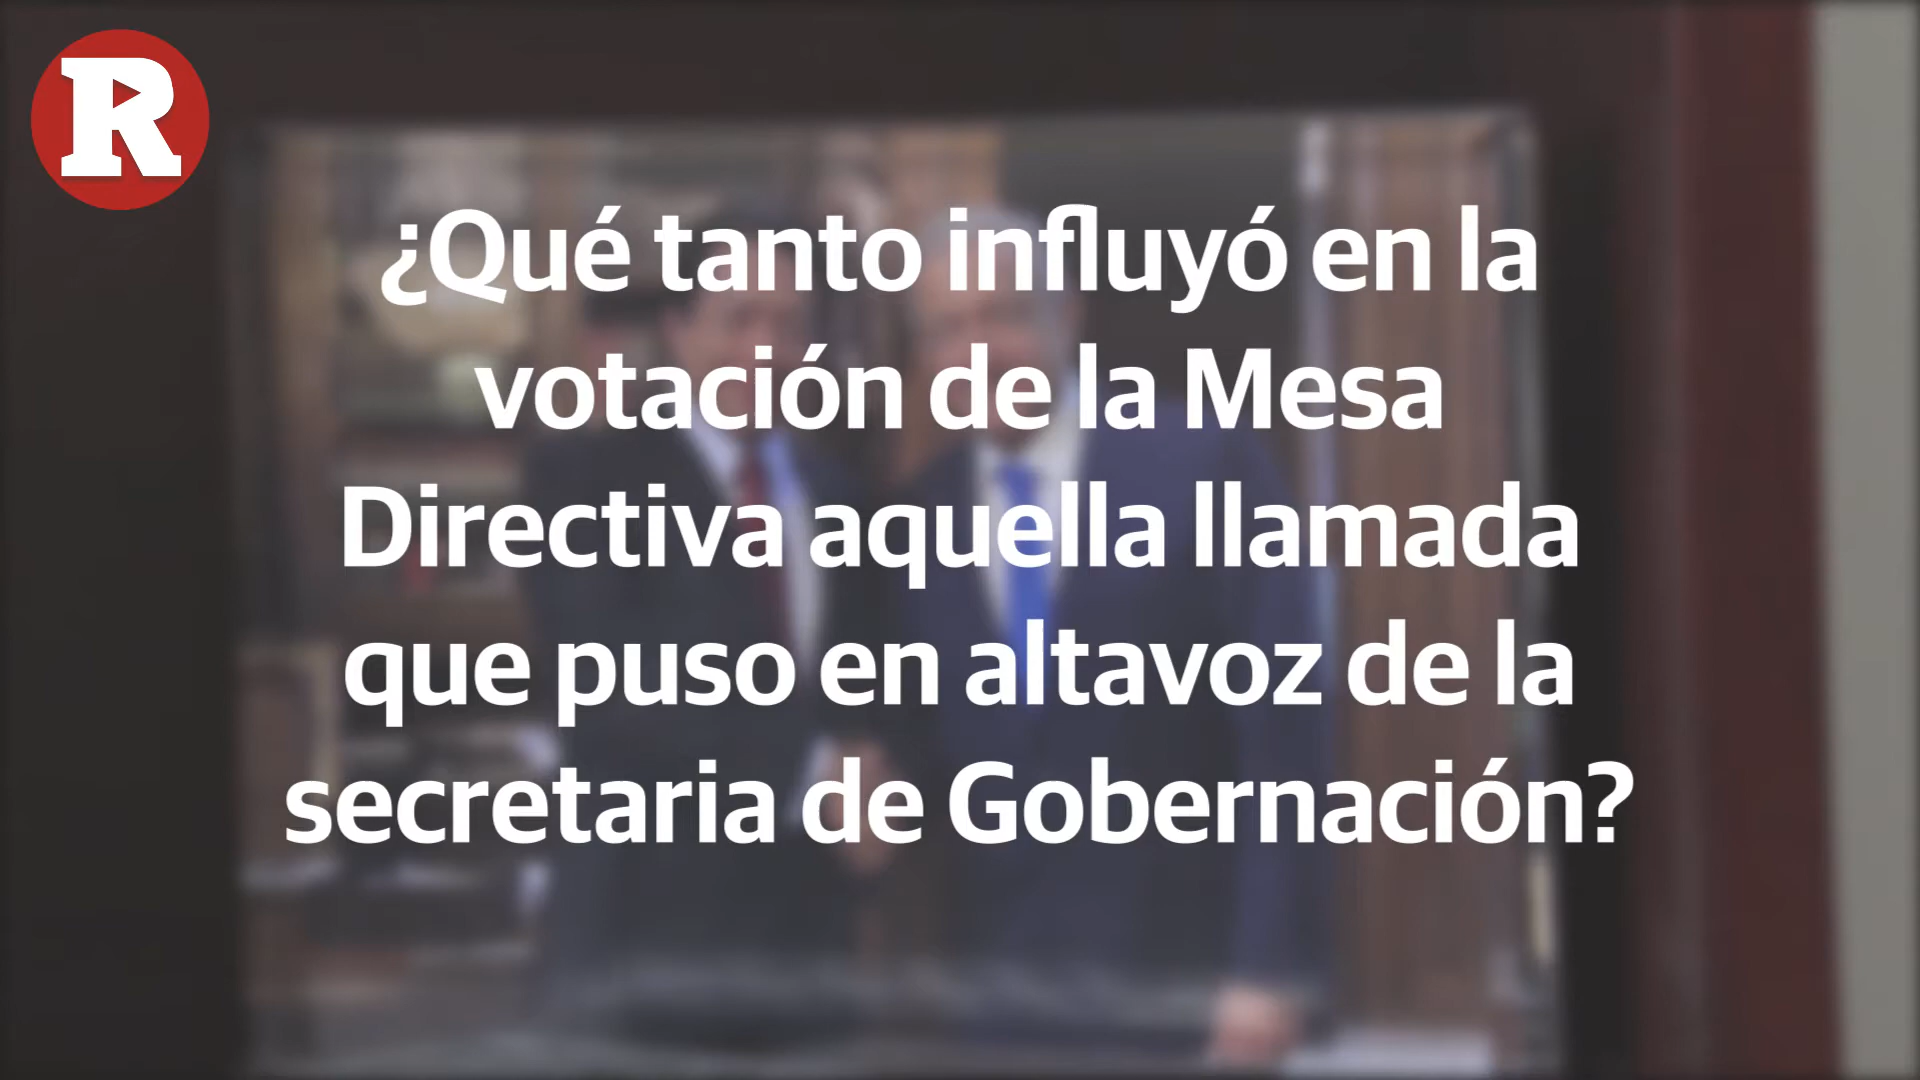 R
¿Qué tanto influyó en la
votación de la Mesa
Directiva aquella llamada
que puso en altavoz de la
secretaria de Gobernación?